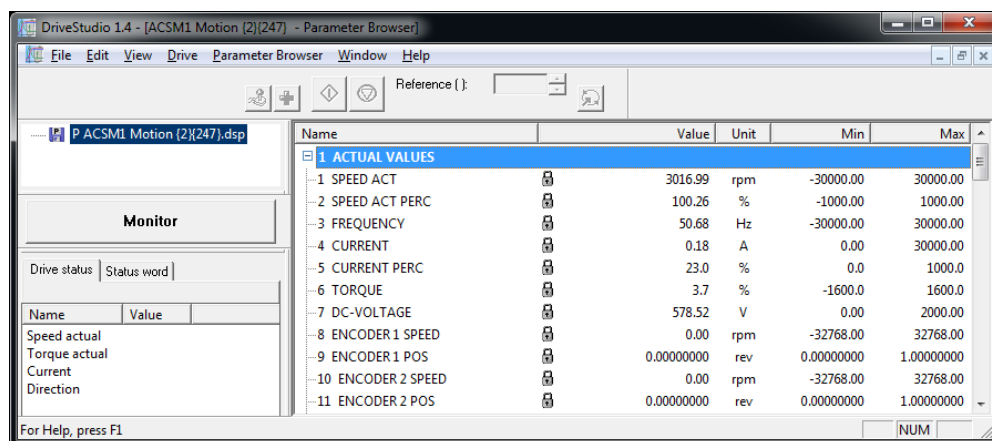 DriveStudio 1.4 - [ACSM1 Motion {2}{247} - Parameter Browser]
File Edit View Drive Parameter Browser Window Help
Reference ( ):
P ACSM1 Motion {2}{247}.dsp
Monitor
Drive status Status word
Name Value
Speed actual
Torque actual
Current
Direction
Name Value Unit Min Max
1 ACTUAL VALUES
1 SPEED ACT 3016.99 rpm -30000.00 30000.00
2 SPEED ACT PERC 100.26 % -1000.00 1000.00
3 FREQUENCY 50.68 Hz -30000.00 30000.00
4 CURRENT 0.18 A 0.00 30000.00
5 CURRENT PERC 23.0 % 0.0 1000.0
6 TORQUE 3.7 % -1600.0 1600.0
7 DC-VOLTAGE 578.52 V 0.00 2000.00
8 ENCODER 1 SPEED 0.00 rpm -32768.00 32768.00
9 ENCODER 1 POS 0.00000000 rev 0.00000000 1.00000000
10 ENCODER 2 SPEED 0.00 rpm -32768.00 32768.00
11 ENCODER 2 POS 0.00000000 rev 0.00000000 1.00000000
For Help, press F1
NUM